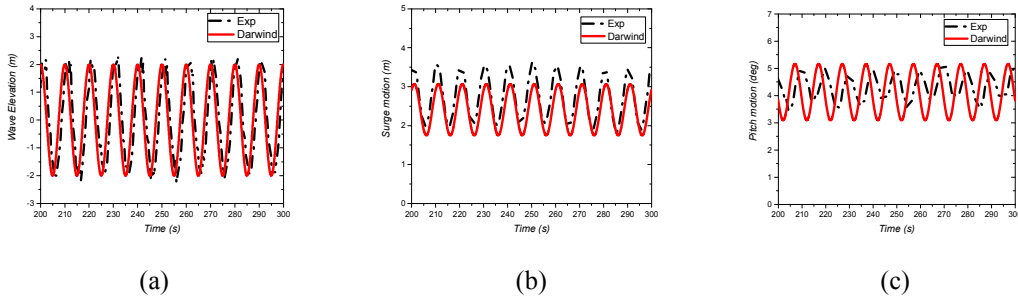 Exp
Darwind
Wave Elevation (m)
4
3
2
1
0
-1
-2
-3
200 210 220 230 240 250 260 270 280 290 300
Time (s)
(a)
Exp
Darwind
Surge motion (m)
5
4
3
2
1
0
200 210 220 230 240 250 260 270 280 290 300
Time (s)
(b)
Exp
Darwind
Pitch motion (deg)
7
6
5
4
3
2
1
0
200 210 220 230 240 250 260 270 280 290 300
Time (s)
(c)